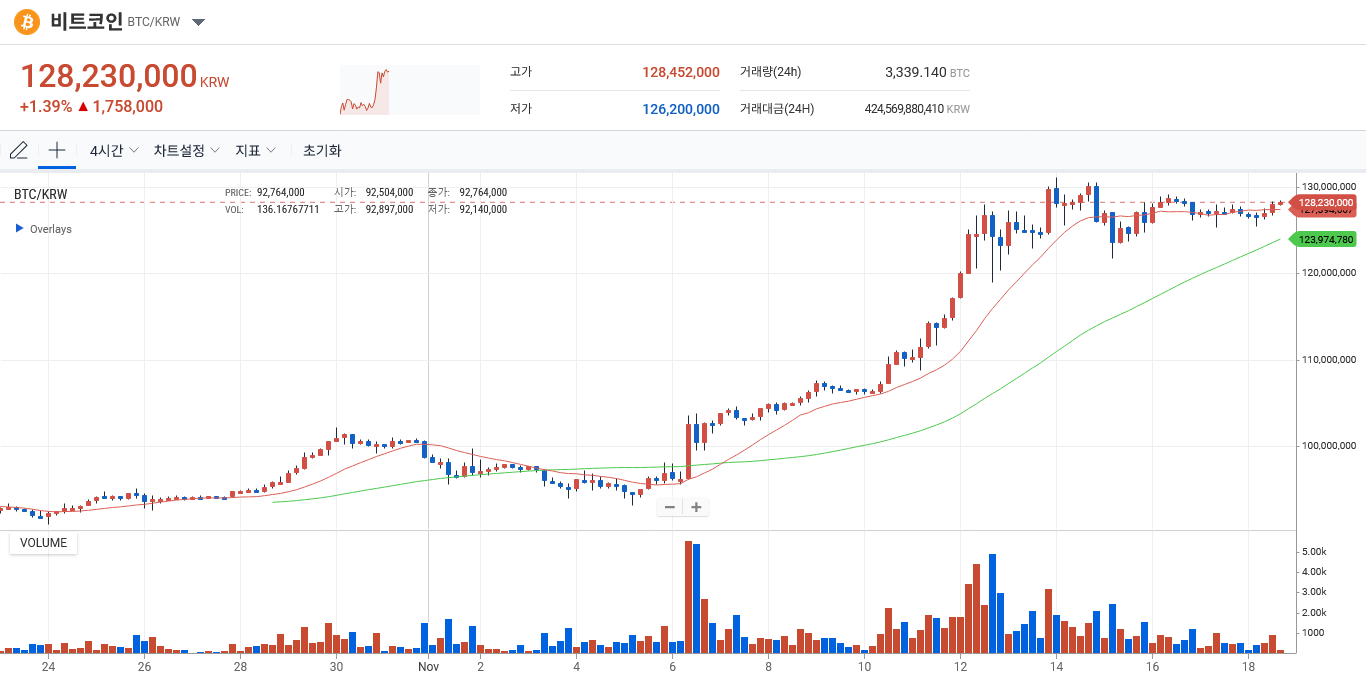 비트코인 BTC/KRW
128,230,000 KRW
+1.39% ▲ 1,758,000
고가 128,452,000 거래량(24h) 3,339.140 BTC
저가 126,200,000 거래대금(24H) 424,569,880,410 KRW
4시간 차트설정 지표 초기화
BTC/KRW
PRICE: 92,764,000 시가: 92,504,000 종가: 92,764,000
VOL: 136.16767711 고가: 92,897,000 저가: 92,140,000
Overlays
130,000,000
128,230,000
123,974,780
120,000,000
110,000,000
100,000,000
VOLUME
5.00k
4.00k
3.00k
2.00k
1000
24 26 28 30 Nov 2 4 6 8 10 12 14 16 18